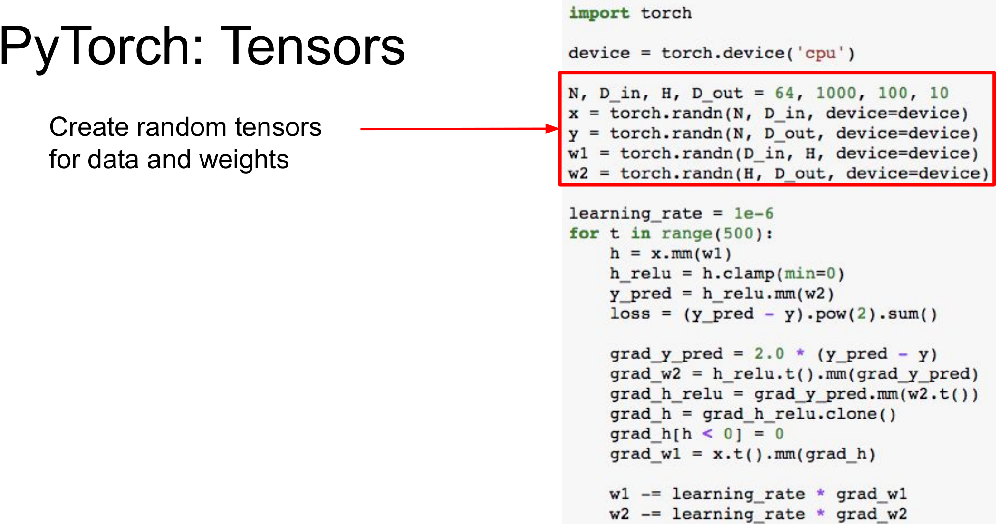 PyTorch: Tensors
Create random tensors
for data and weights
import torch
device = torch.device('cpu')
N, D_in, H, D_out = 64, 1000, 100, 10
x = torch.randn(N, D_in, device=device)
y = torch.randn(N, D_out, device=device)
w1 = torch.randn(D_in, H, device=device)
w2 = torch.randn(H, D_out, device=device)
learning_rate = 1e-6
for t in range(500):
    h = x.mm(w1)
    h_relu = h.clamp(min=0)
    y_pred = h_relu.mm(w2)
    loss = (y_pred - y).pow(2).sum()
    grad_y_pred = 2.0 * (y_pred - y)
    grad_w2 = h_relu.t().mm(grad_y_pred)
    grad_h_relu = grad_y_pred.mm(w2.t())
    grad_h = grad_h_relu.clone()
    grad_h[h < 0] = 0
    grad_w1 = x.t().mm(grad_h)
    w1 -= learning_rate * grad_w1
    w2 -= learning_rate * grad_w2